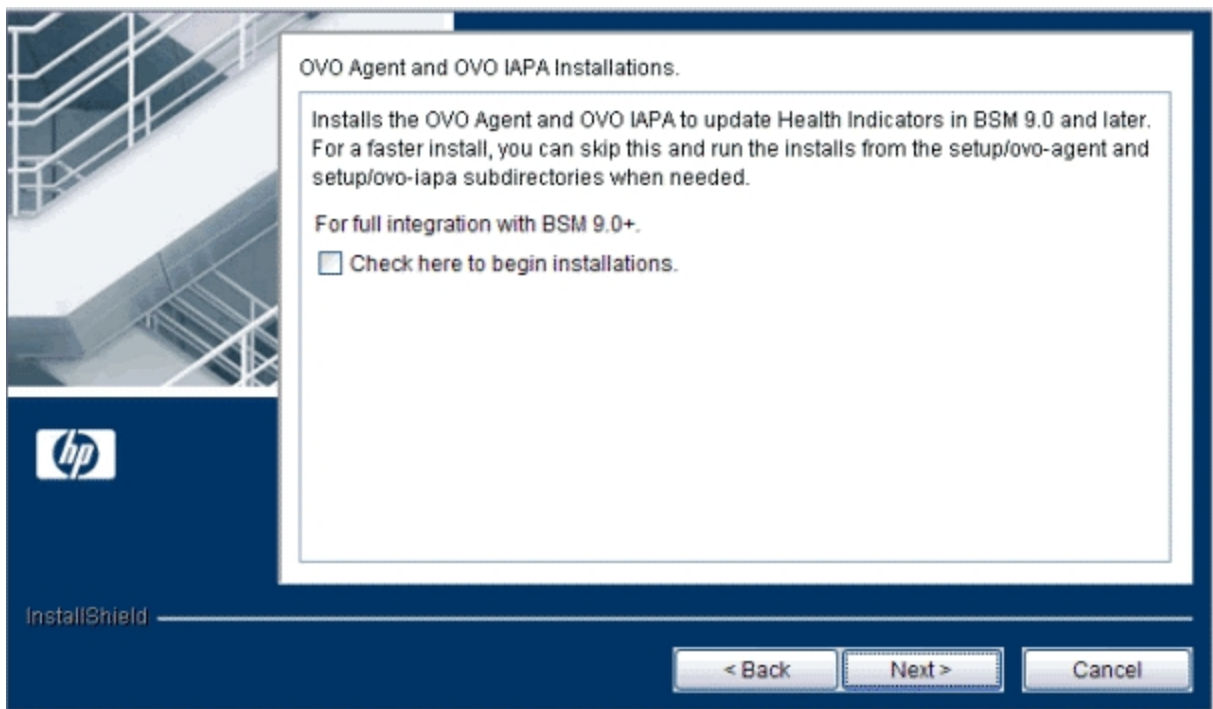 OVO Agent and OVO IAPA Installations.
Installs the OVO Agent and OVO IAPA to update Health Indicators in BSM 9.0 and later.
For a faster install, you can skip this and run the installs from the setup/ovo-agent and
setup/ovo-iapa subdirectories when needed.
For full integration with BSM 9.0+.
Check here to begin installations.
hp
InstallShield
< Back
Next >
Cancel